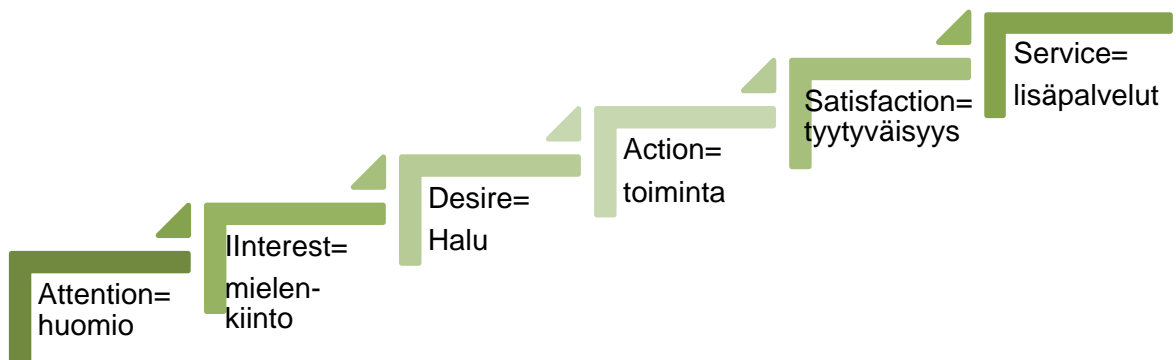 Attention=
huomio
IInterest=
mielen-
kiinto
Desire=
Halu
Action=
toiminta
Satisfaction=
tyytyväisyys
Service=
lisäpalvelut